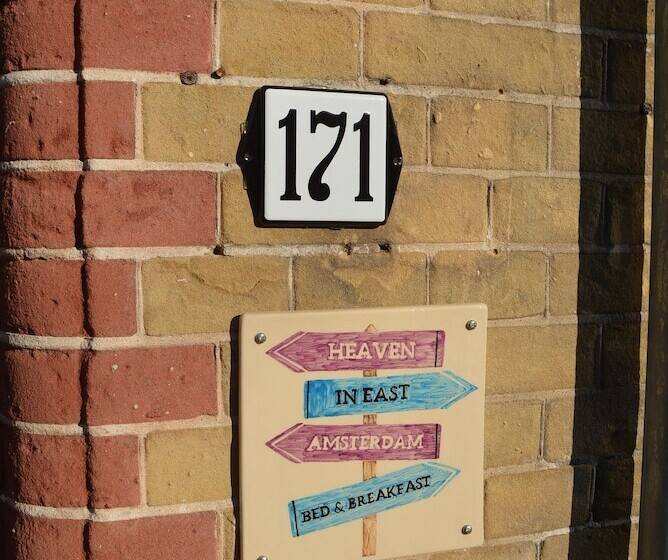 171
HEAVEN
IN EAST
AMSTERDAM
BED & BREAKFAST